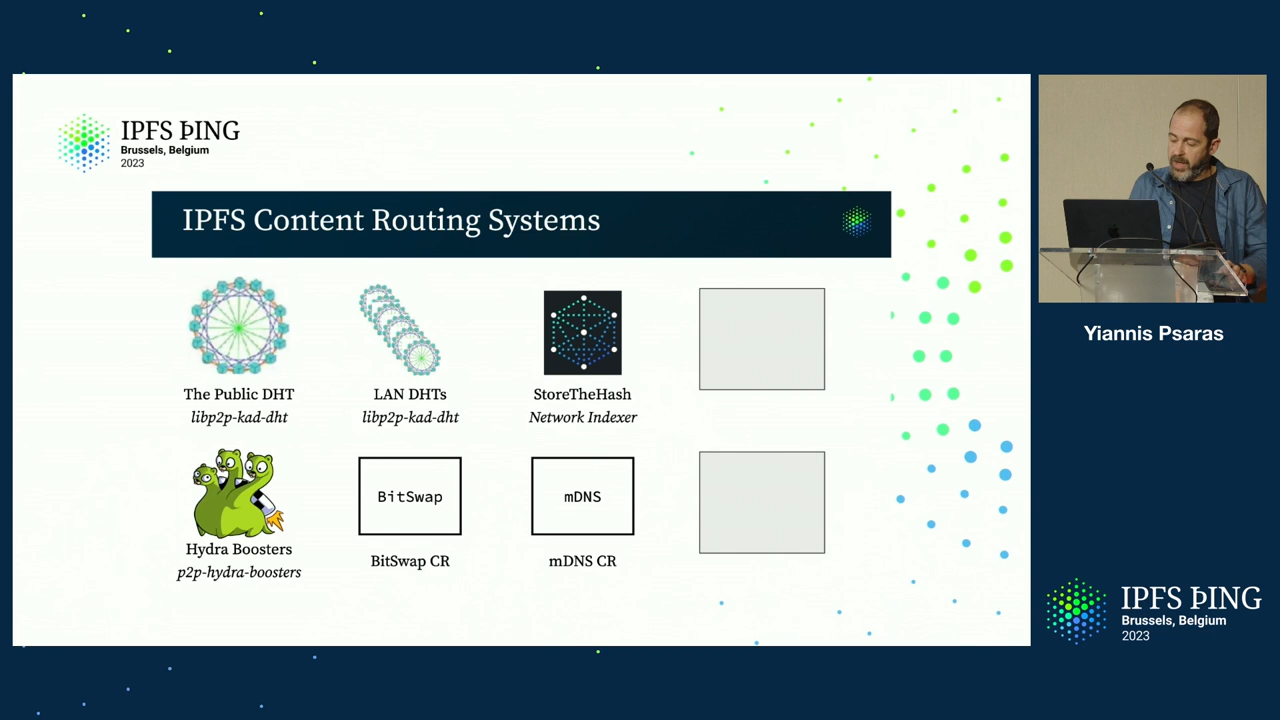 IPFS ÞING
Brussels, Belgium
2023
IPFS Content Routing Systems
The Public DHT
libp2p-kad-dht
LAN DHTs
libp2p-kad-dht
StoreTheHash
Network Indexer
Hydra Boosters
p2p-hydra-boosters
BitSwap
BitSwap CR
mDNS
mDNS CR
Yiannis Psaras
IPFS ÞING
Brussels, Belgium
2023